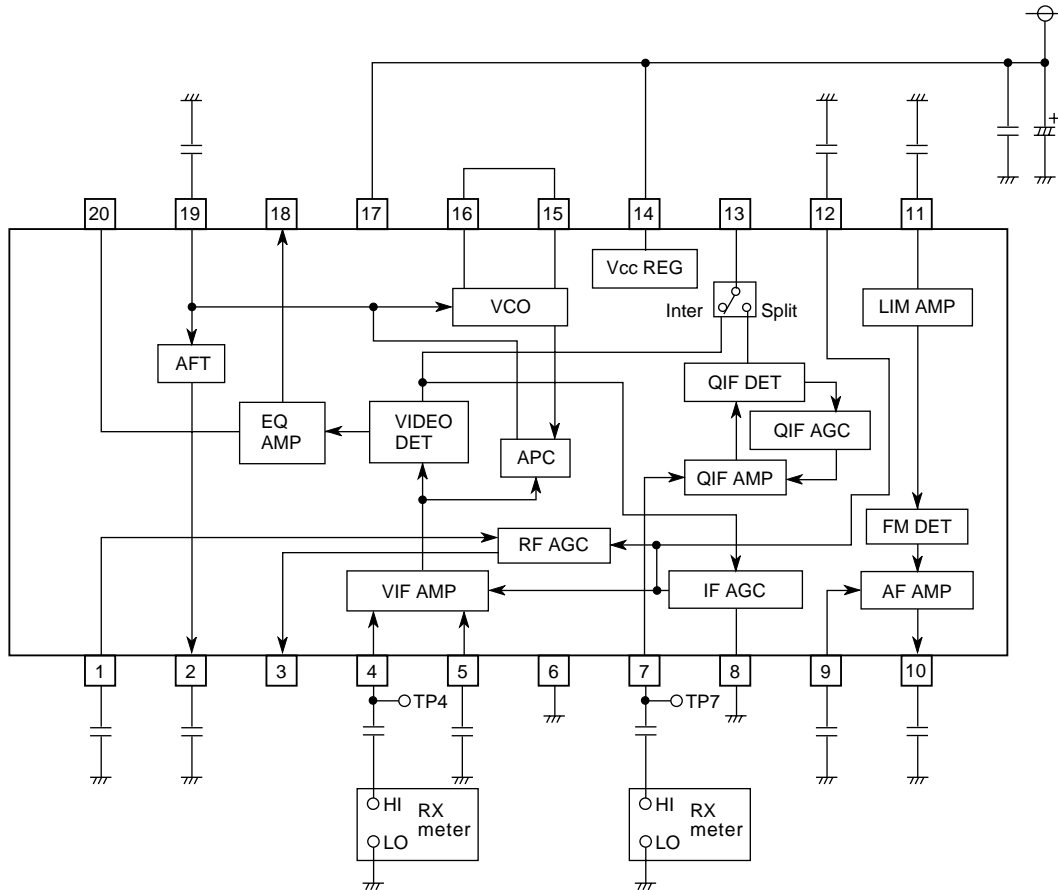 +
20
19
18
17
16
15
14
13
12
11
Vcc REG
VCO
Inter
Split
LIM AMP
AFT
QIF DET
EQ
AMP
VIDEO
DET
QIF AGC
APC
QIF AMP
FM DET
RF AGC
VIF AMP
IF AGC
AF AMP
1
2
3
4
5
6
7
8
9
10
TP4
TP7
HI
LO
RX
meter
HI
LO
RX
meter